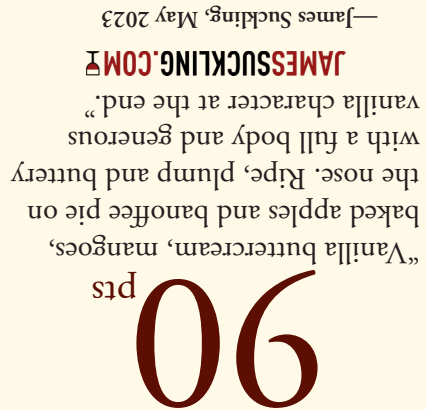 90 pts
“Vanilla buttercream, mangoes,
baked apples and banoffee pie on
the nose. Ripe, plump and buttery
with a full body and generous
vanilla character at the end.”
JAMESSUCKLING.COM
—James Suckling, May 2023